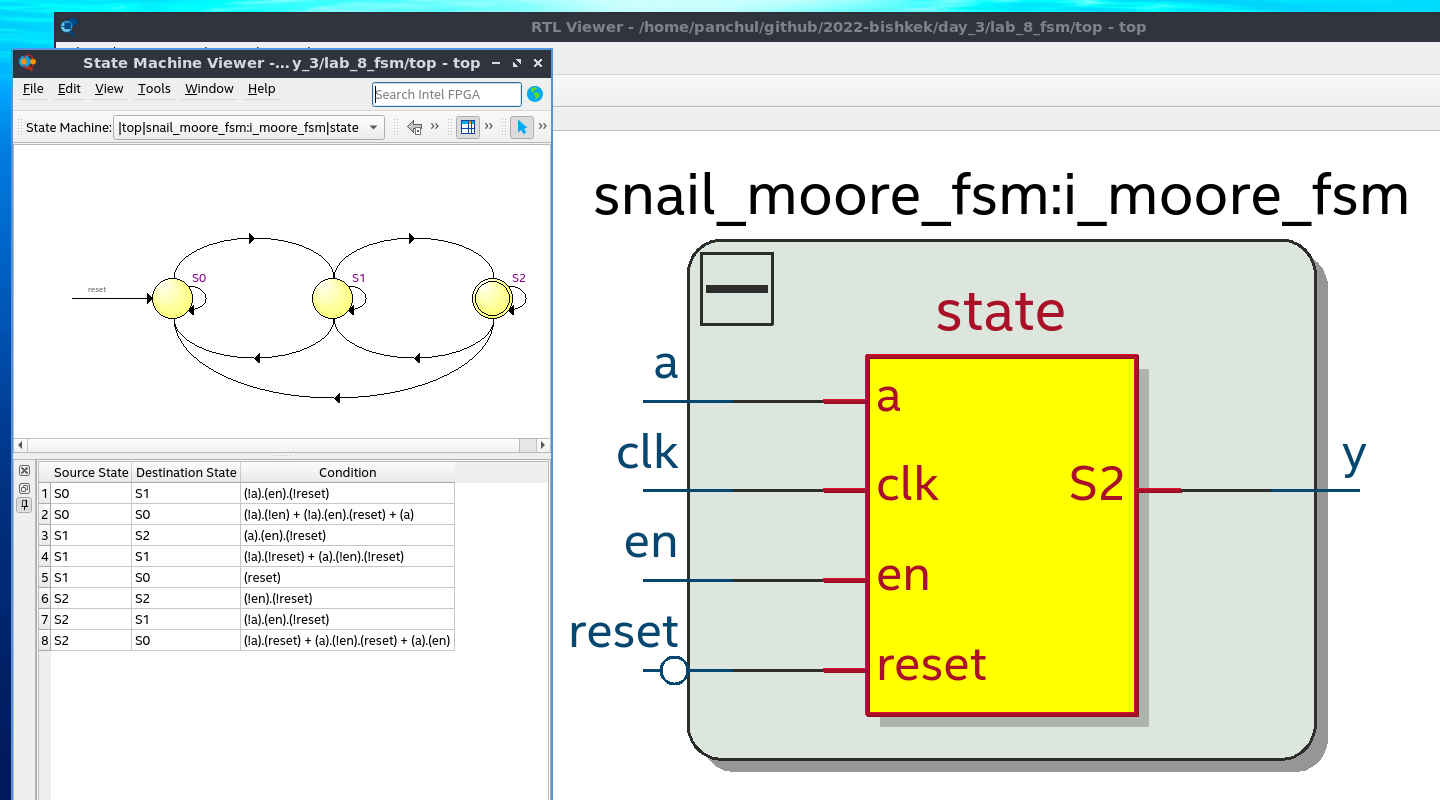 RTL Viewer - /home/panchul/github/2022-bishkek/day_3/lab_8_fsm/top - top
State Machine Viewer -...y_3/lab_8_fsm/top - top
File Edit View Tools Window Help Search Intel FPGA
State Machine: |top|snail_moore_fsm:i_moore_fsm|state
reset
S0
S1
S2
Source State Destination State Condition
1 S0 S1 (!a).(en).(!reset)
2 S0 S0 (!a).(!en) + (!a).(en).(reset) + (a)
3 S1 S2 (a).(en).(!reset)
4 S1 S1 (!a).(!reset) + (a).(!en).(!reset)
5 S1 S0 (reset)
6 S2 S2 (!en).(!reset)
7 S2 S1 (!a).(en).(!reset)
8 S2 S0 (!a).(reset) + (a).(!en).(reset) + (a).(en)
snail_moore_fsm:i_moore_fsm
state
a
a
clk
clk
S2
y
en
en
reset
reset